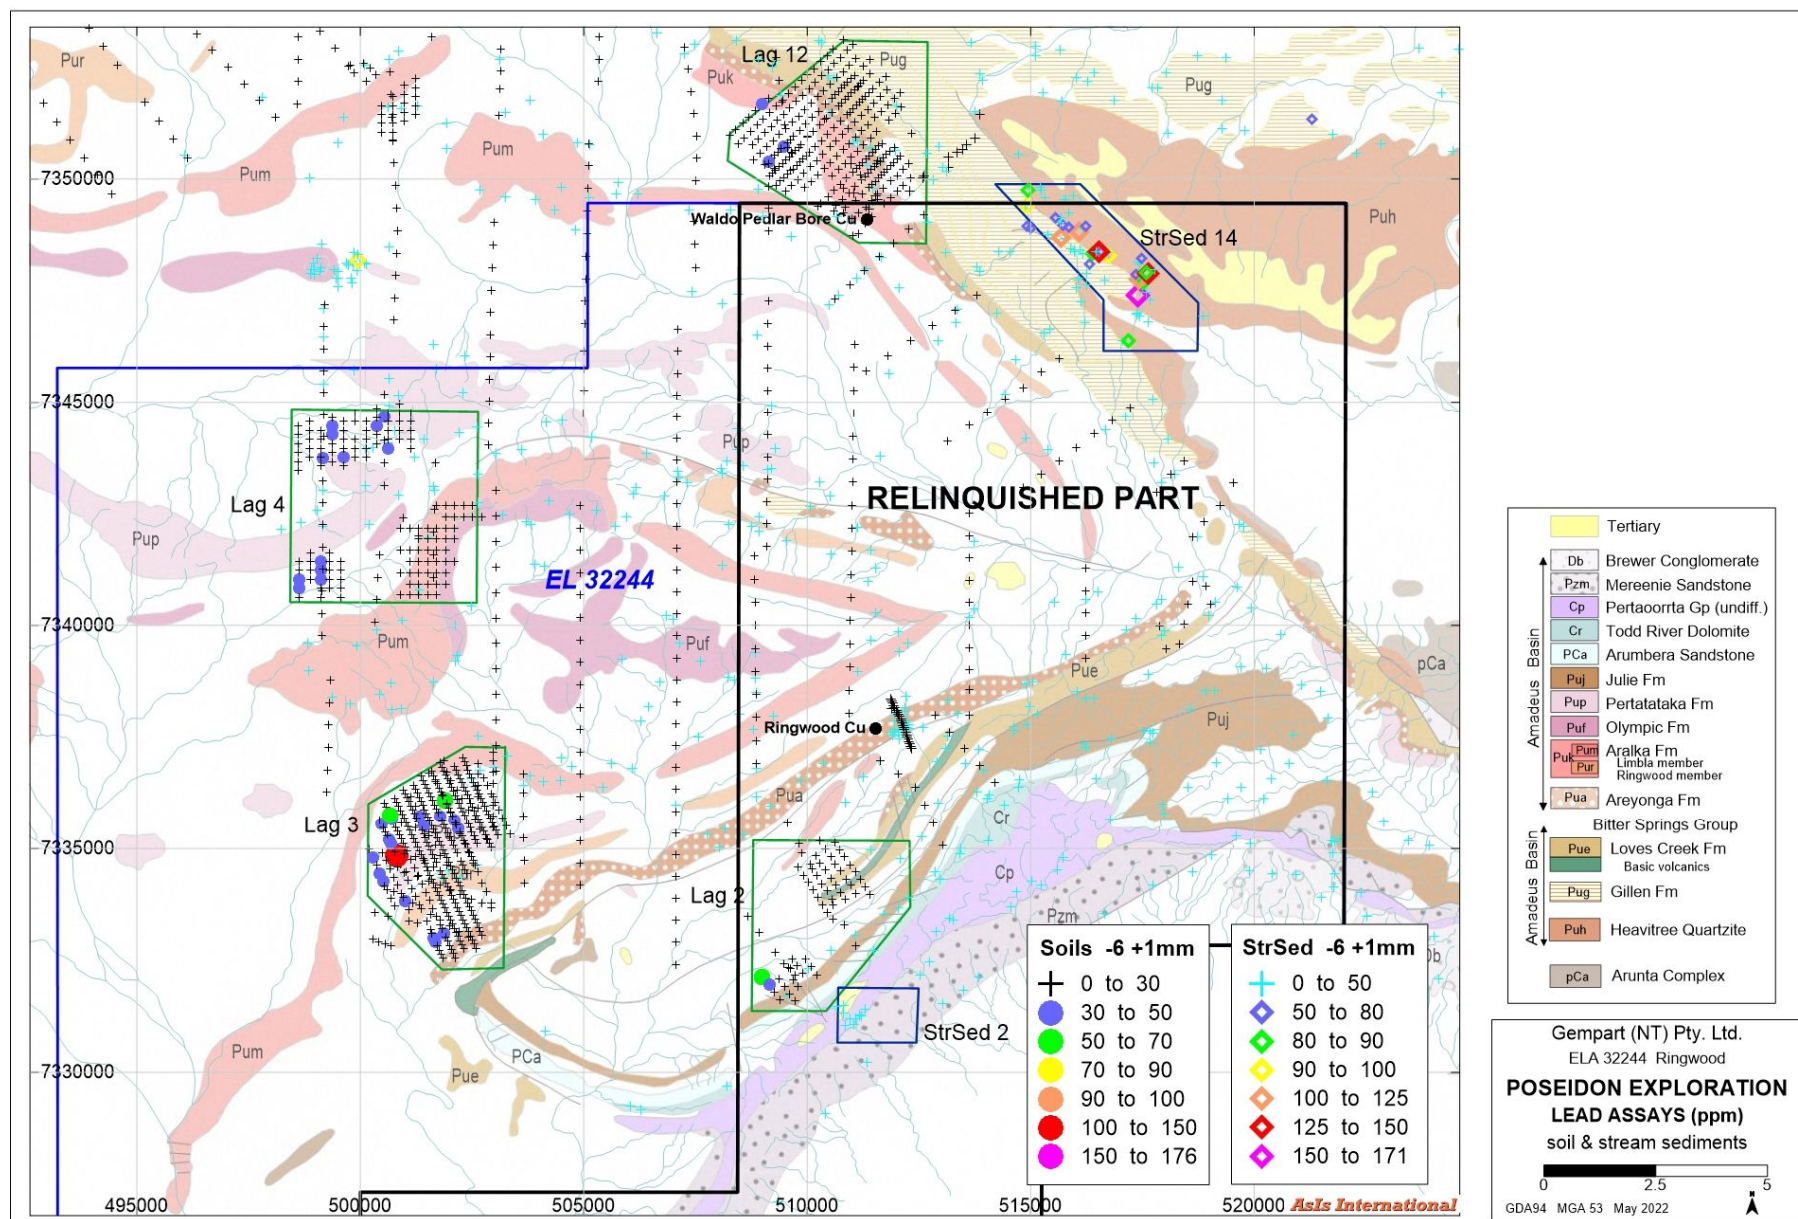 Pur
Lag 12
Pug
Puk
Pug
Pum
Pum
7350000
Waldo Pedlar Bore Cu
Puh
StrSed 14
7345000
Pup
Lag 4
RELINQUISHED PART
Pup
EL 32244
7340000
Pum
Puf
Pue
pCa
Ringwood Cu
Puj
Pua
Lag 3
Cr
7335000
Lag 2
Cp
Pzm
Db
StrSed 2
Pum
PCa
Pue
7330000
495000
500000
505000
510000
515000
520000
AsIs International
Soils -6 +1mm
0 to 30
30 to 50
50 to 70
70 to 90
90 to 100
100 to 150
150 to 176
StrSed -6 +1mm
0 to 50
50 to 80
80 to 90
90 to 100
100 to 125
125 to 150
150 to 171
Tertiary
Amadeus Basin
Db Brewer Conglomerate
Pzm Mereenie Sandstone
Cp Pertaoorrta Gp (undiff.)
Cr Todd River Dolomite
PCa Arumbera Sandstone
Puj Julie Fm
Pup Pertatataka Fm
Puf Olympic Fm
Puk Pum Aralka Fm
Limbla member
Pur Ringwood member
Pua Areyonga Fm
Amadeus Basin
Bitter Springs Group
Pue Loves Creek Fm
Basic volcanics
Pug Gillen Fm
Puh Heavitree Quartzite
pCa Arunta Complex
Gempart (NT) Pty. Ltd.
ELA 32244 Ringwood
POSEIDON EXPLORATION
LEAD ASSAYS (ppm)
soil & stream sediments
0 2.5 5
GDA94 MGA 53 May 2022
N